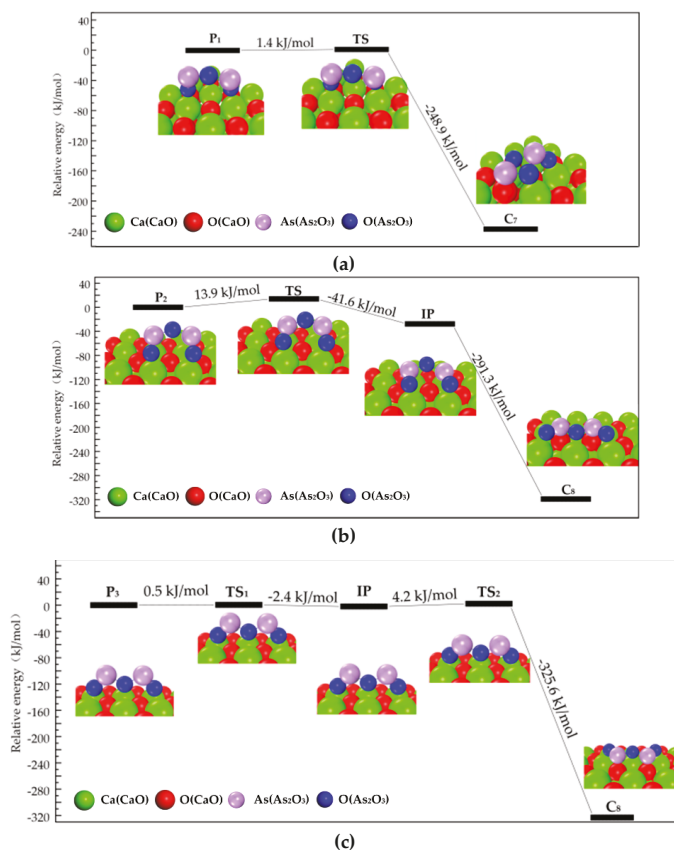 40
0
-40
-80
-120
-160
-200
-240
Relative energy (kJ/mol)
P₁
1.4 kJ/mol
TS
-248.9 kJ/mol
C₇
Ca(CaO) O(CaO) As(As₂O₃) O(As₂O₃)
(a)
40
0
-40
-80
-120
-160
-200
-240
-280
-320
Relative energy (kJ/mol)
P₂
13.9 kJ/mol
TS
-41.6 kJ/mol
IP
-291.3 kJ/mol
C₈
Ca(CaO) O(CaO) As(As₂O₃) O(As₂O₃)
(b)
40
0
-40
-80
-120
-160
-200
-240
-280
-320
Relative energy (kJ/mol)
P₃
0.5 kJ/mol
TS₁
-2.4 kJ/mol
IP
4.2 kJ/mol
TS₂
-325.6 kJ/mol
C₈
Ca(CaO) O(CaO) As(As₂O₃) O(As₂O₃)
(c)